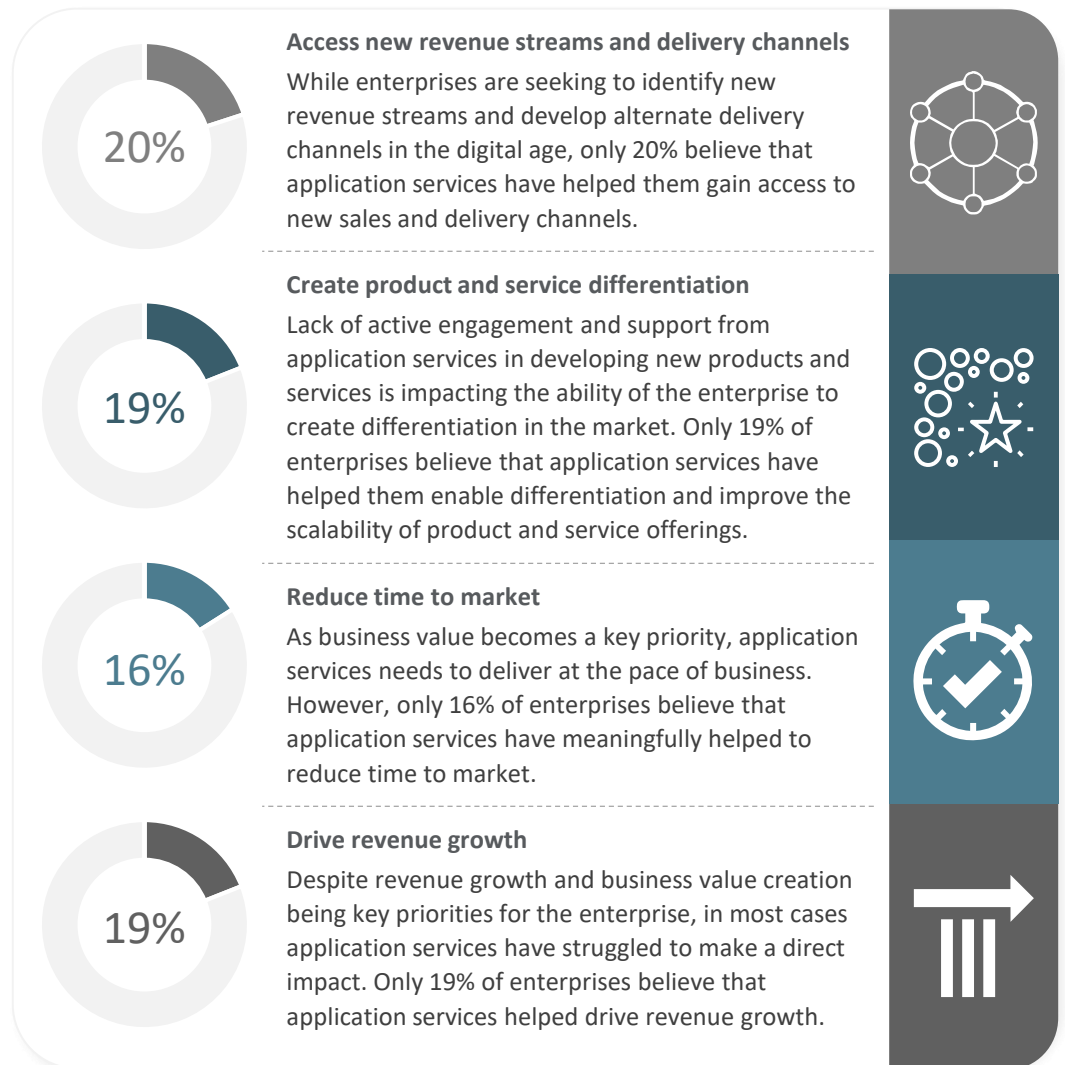 20%
Access new revenue streams and delivery channels
While enterprises are seeking to identify new
revenue streams and develop alternate delivery
channels in the digital age, only 20% believe that
application services have helped them gain access to
new sales and delivery channels.
19%
Create product and service differentiation
Lack of active engagement and support from
application services in developing new products and
services is impacting the ability of the enterprise to
create differentiation in the market. Only 19% of
enterprises believe that application services have
helped them enable differentiation and improve the
scalability of product and service offerings.
16%
Reduce time to market
As business value becomes a key priority, application
services needs to deliver at the pace of business.
However, only 16% of enterprises believe that
application services have meaningfully helped to
reduce time to market.
19%
Drive revenue growth
Despite revenue growth and business value creation
being key priorities for the enterprise, in most cases
application services have struggled to make a direct
impact. Only 19% of enterprises believe that
application services helped drive revenue growth.